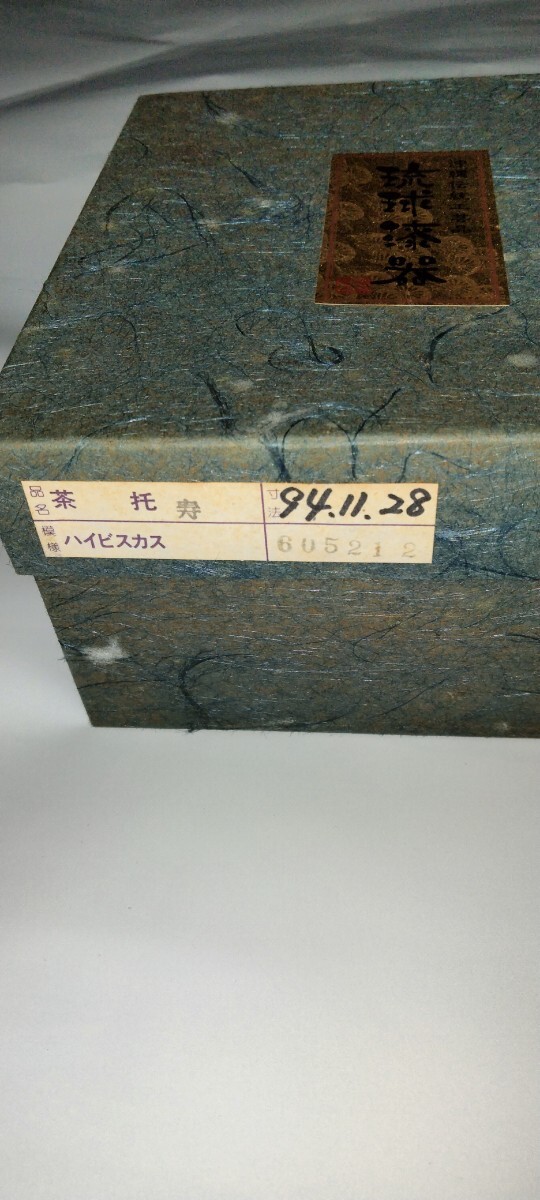 琉球漆器
品名 茶托 寿
寸法 94.11.28
模様 ハイビスカス
605212